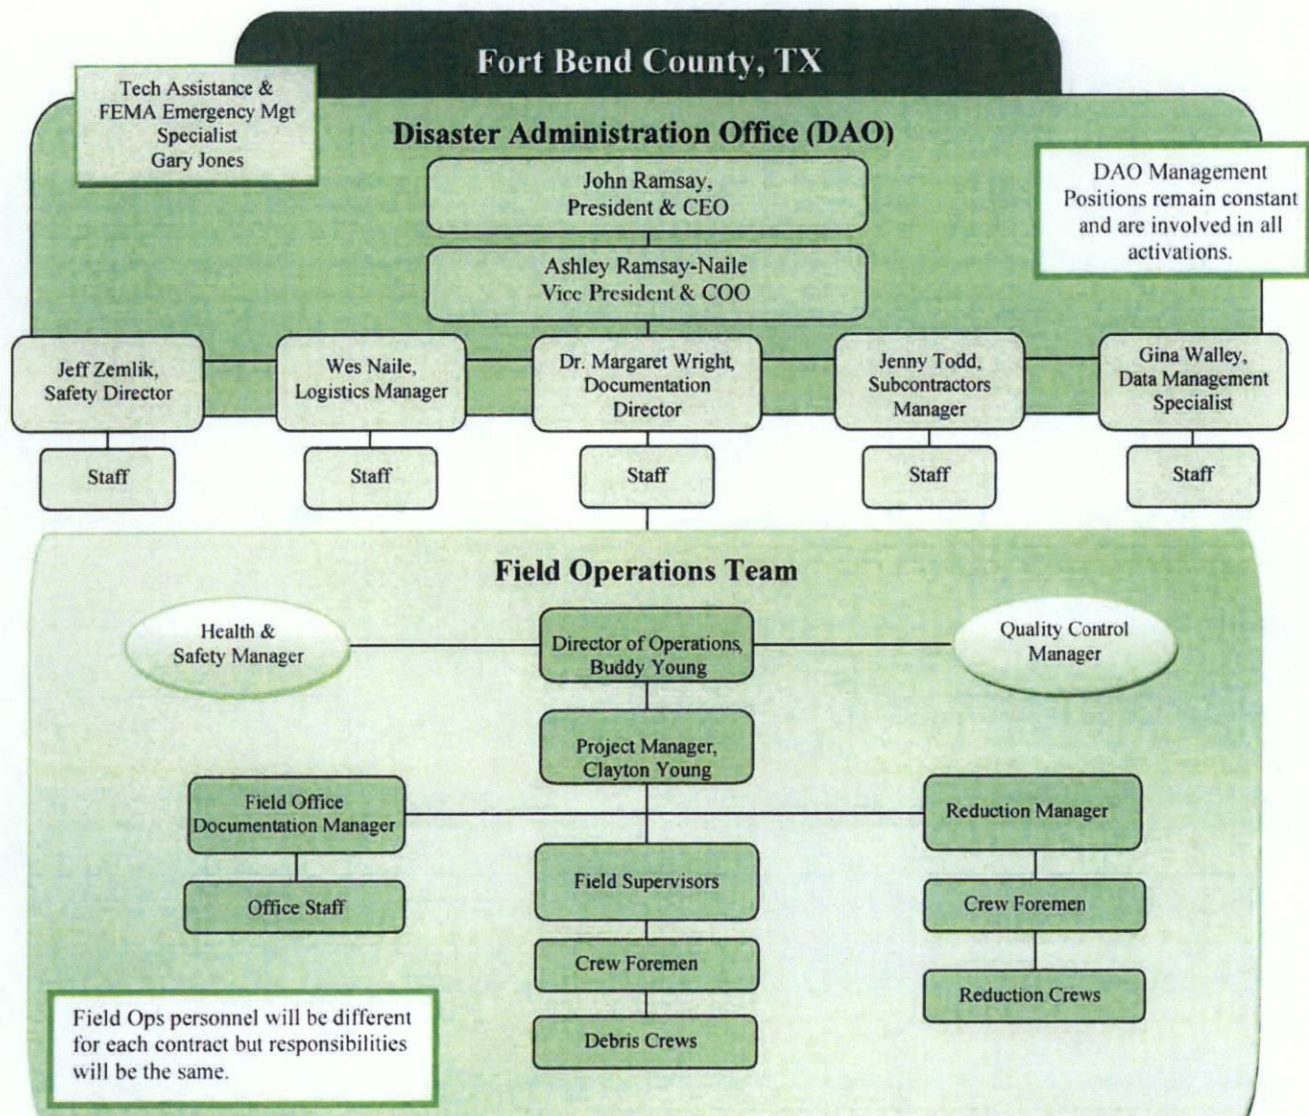 Fort Bend County, TX
Tech Assistance &
FEMA Emergency Mgt
Specialist
Gary Jones
Disaster Administration Office (DAO)
John Ramsay,
President & CEO
DAO Management
Positions remain constant
and are involved in all
activations.
Ashley Ramsay-Naile
Vice President & COO
Jeff Zemlik,
Safety Director
Wes Naile,
Logistics Manager
Dr. Margaret Wright,
Documentation
Director
Jenny Todd,
Subcontractors
Manager
Gina Walley,
Data Management
Specialist
Staff
Staff
Staff
Staff
Staff
Field Operations Team
Health &
Safety Manager
Director of Operations,
Buddy Young
Quality Control
Manager
Project Manager,
Clayton Young
Field Office
Documentation Manager
Reduction Manager
Office Staff
Field Supervisors
Crew Foremen
Crew Foremen
Reduction Crews
Debris Crews
Field Ops personnel will be different
for each contract but responsibilities
will be the same.